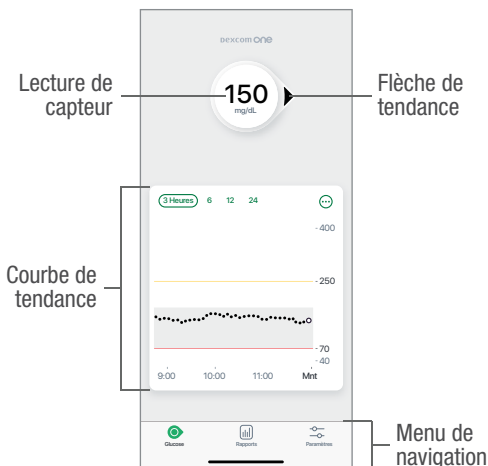 Dexcom ONE
Lecture de
capteur
150
mg/dL
Flèche de
tendance
3 Heures 6 12 24
400
250
Courbe de
tendance
70
40
9:00 10:00 11:00 Mnt
Glucose Rapports Paramètres
Menu de
navigation